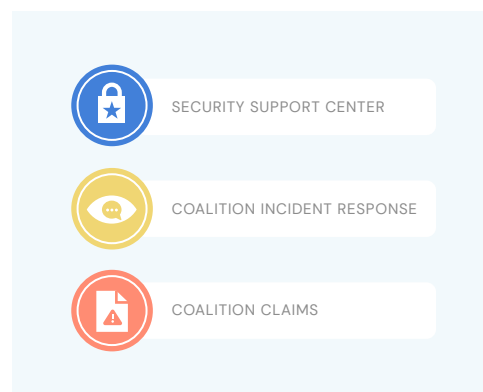 SECURITY SUPPORT CENTER
COALITION INCIDENT RESPONSE
COALITION CLAIMS